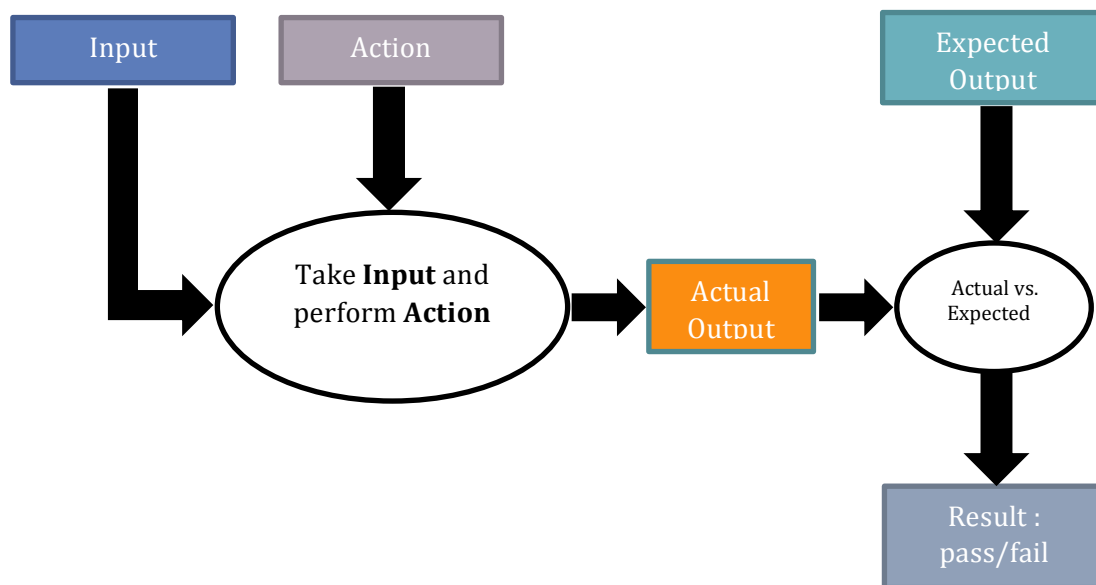 Input
Action
Expected
Output
Take Input and
perform Action
Actual
Output
Actual vs.
Expected
Result :
pass/fail